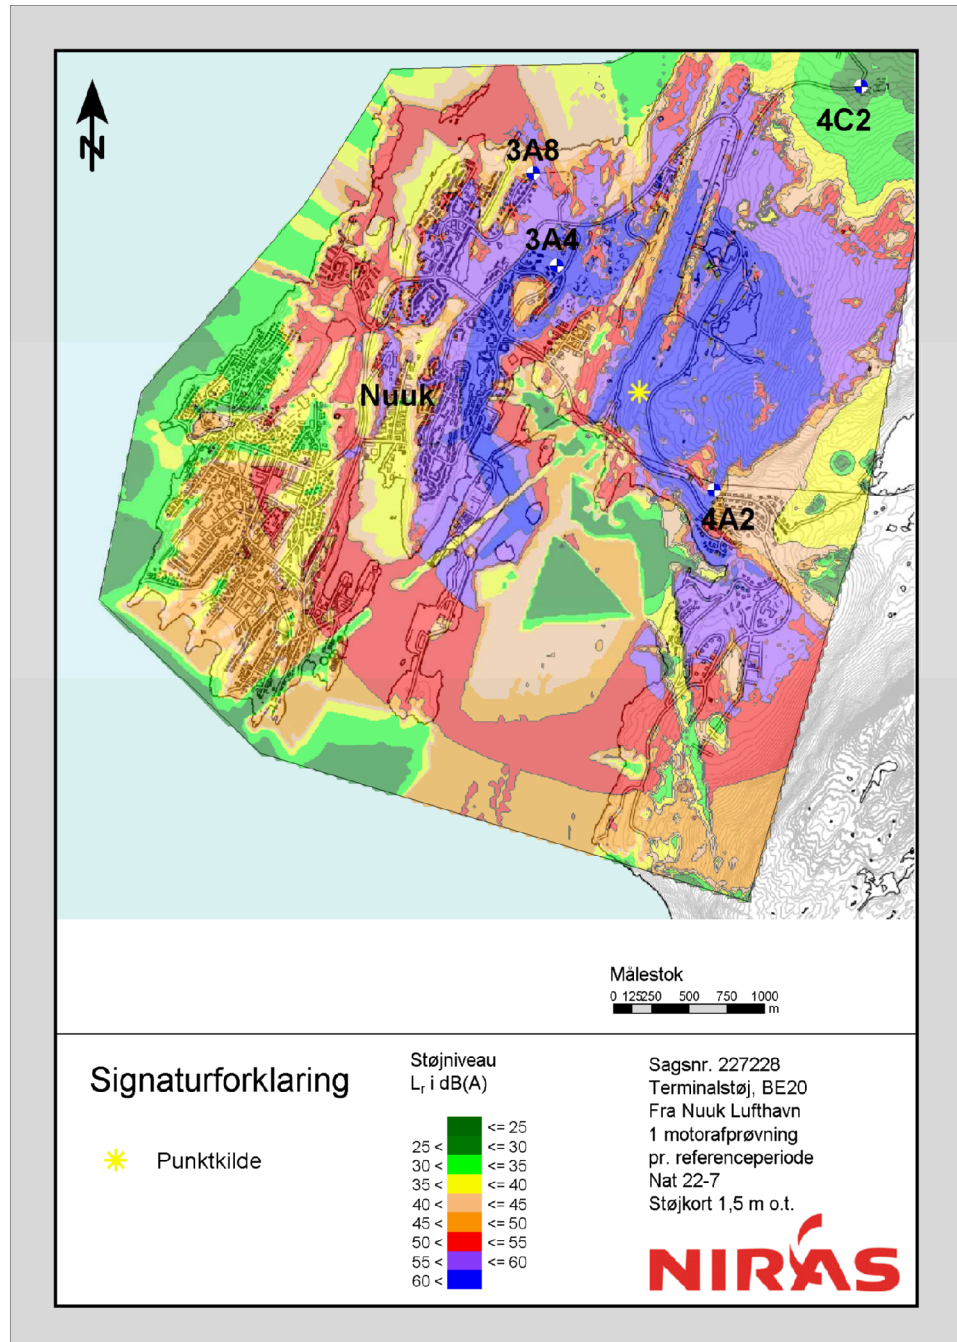 N
4C2
3A8
3A4
Nuuk
4A2
Målestok
0 125250 500 750 1000
m
Signaturforklaring
Punktkilde
Støjniveau
Lr i dB(A)
<= 25
25 < <= 30
30 < <= 35
35 < <= 40
40 < <= 45
45 < <= 50
50 < <= 55
55 < <= 60
60 <
Sagsnr. 227228
Terminalstøj, BE20
Fra Nuuk Lufthavn
1 motorafprøvning
pr. referenceperiode
Nat 22-7
Støjkort 1,5 m o.t.
NIRAS